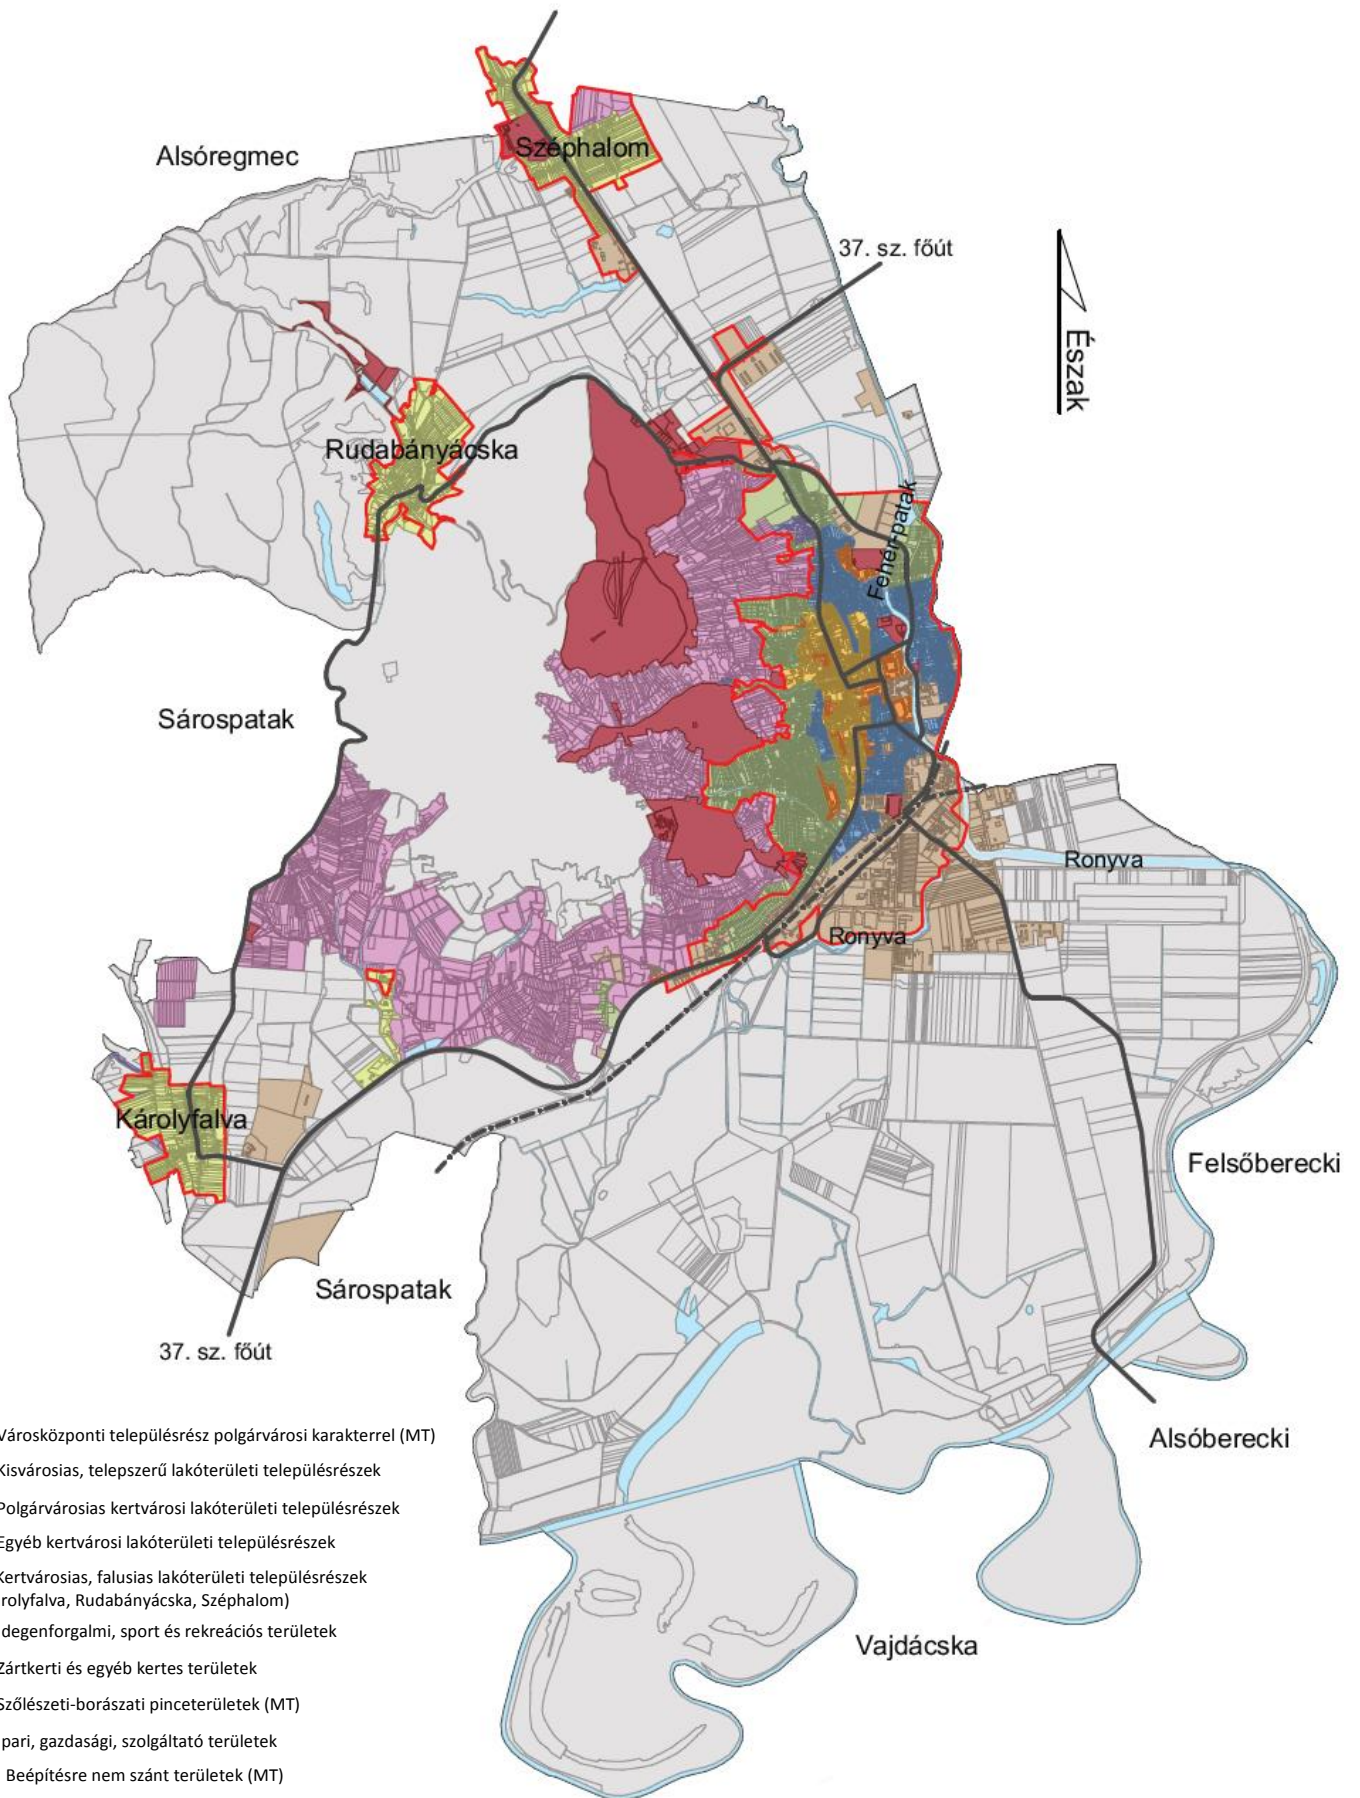 Széphalom
Alsóregmec
37. sz. főút
Észak
Rudabányácska
Fehér-patak
Sárospatak
Ronyva
Ronyva
Károlyfalva
Felsőberecki
Sárospatak
37. sz. főút
Alsóberecki
Városközponti településrész polgárvárosi karakterrel (MT)
Kisvárosias, telepszerű lakóterületi településrészek
Polgárvárosias kertvárosi lakóterületi településrészek
Egyéb kertvárosi lakóterületi településrészek
Kertvárosias, falusias lakóterületi településrészek
rolyfalva, Rudabányácska, Széphalom)
degenforgalmi, sport és rekreációs területek
Vajdácska
Zártkerti és egyéb kertes területek
Szőlészeti-borászati pinceterületek (MT)
pari, gazdasági, szolgáltató területek
Beépítésre nem szánt területek (MT)